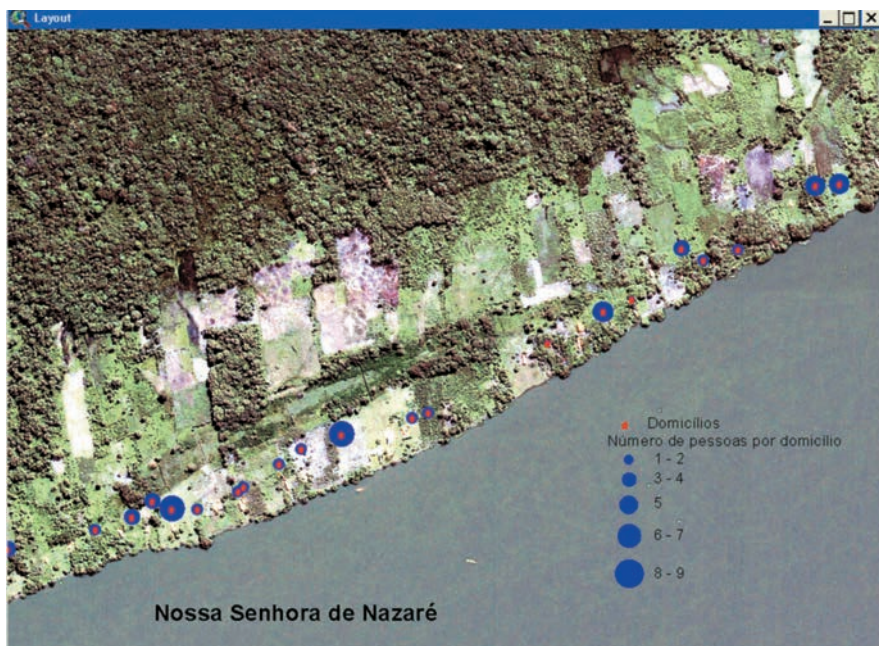 Layout
Domicílios
Número de pessoas por domicílio
1 - 2
3 - 4
5
6 - 7
8 - 9
Nossa Senhora de Nazaré